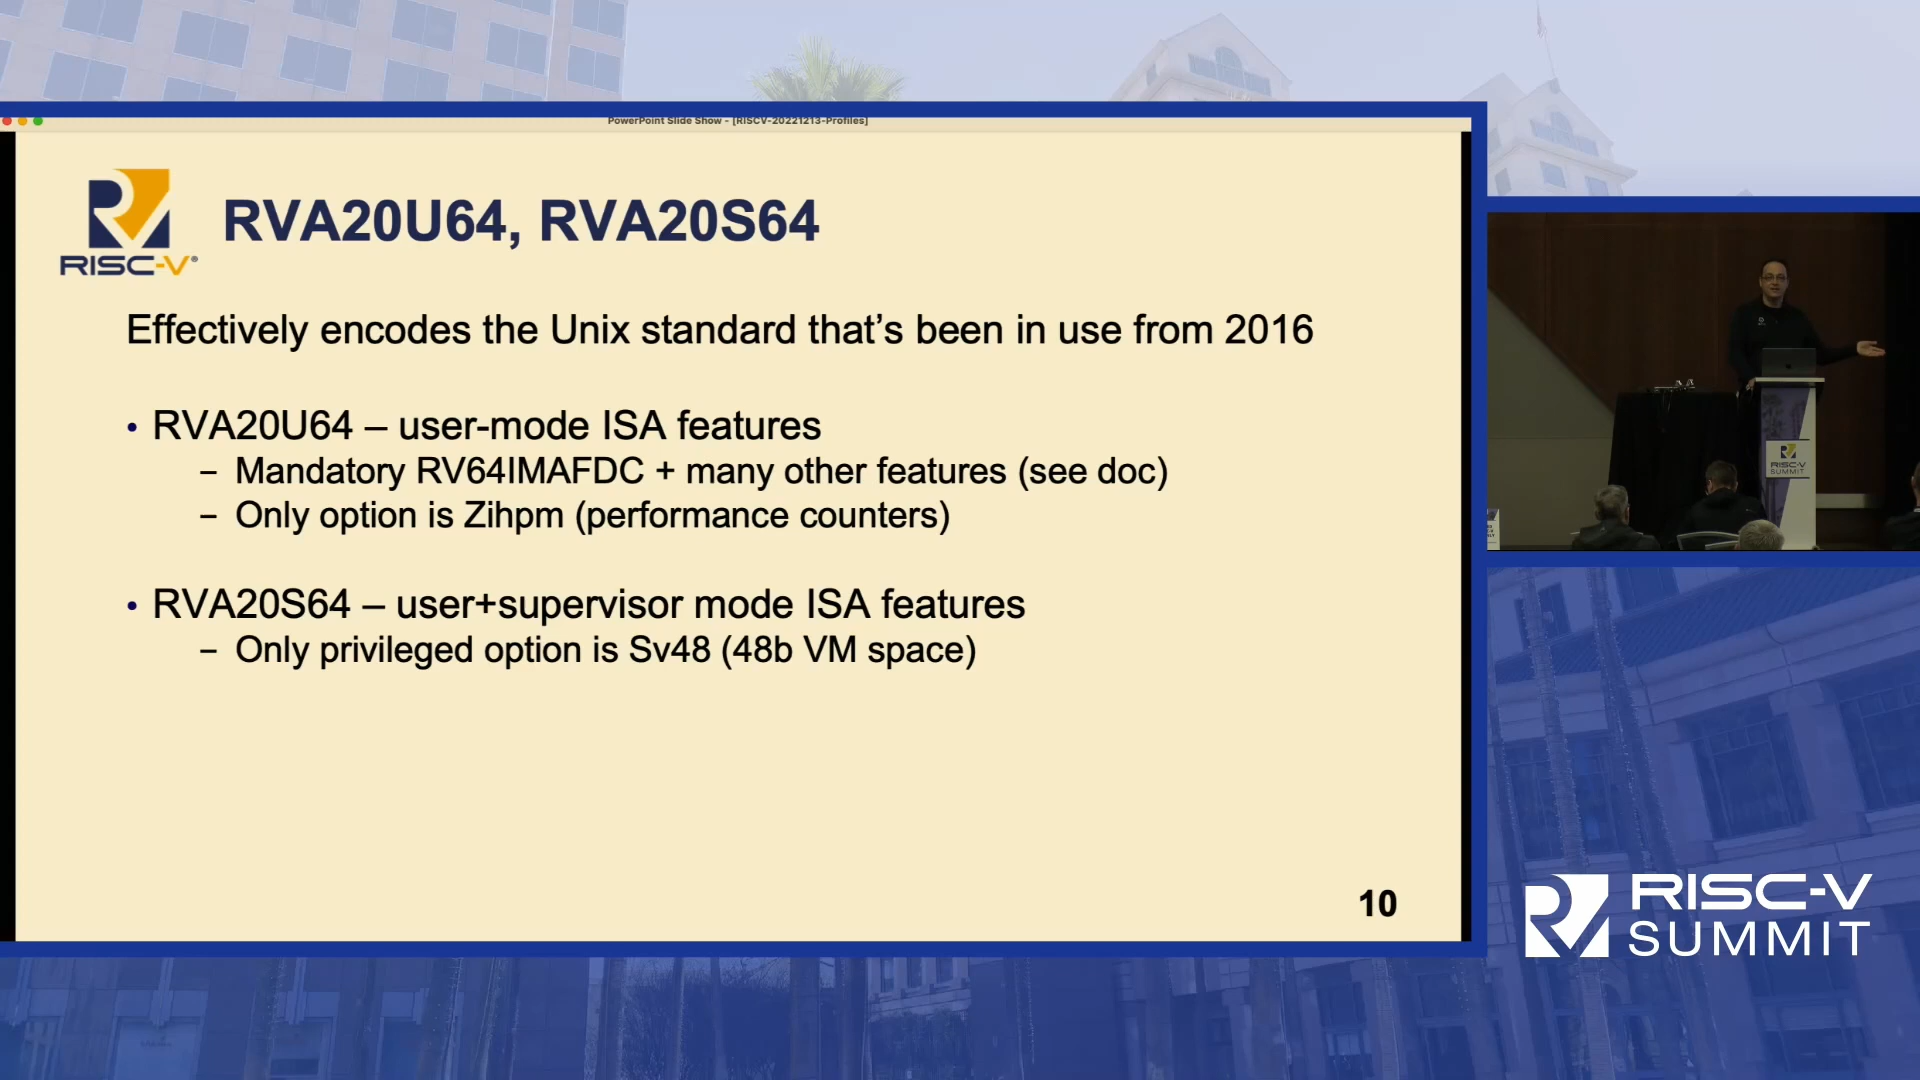 PowerPoint Slide Show - [RISCV-20221213-Profiles]
RISC-V®
RVA20U64, RVA20S64
Effectively encodes the Unix standard that’s been in use from 2016
• RVA20U64 – user-mode ISA features
– Mandatory RV64IMAFDC + many other features (see doc)
– Only option is Zihpm (performance counters)
• RVA20S64 – user+supervisor mode ISA features
– Only privileged option is Sv48 (48b VM space)
10
RISC-V
SUMMIT
RISC-V
SUMMIT